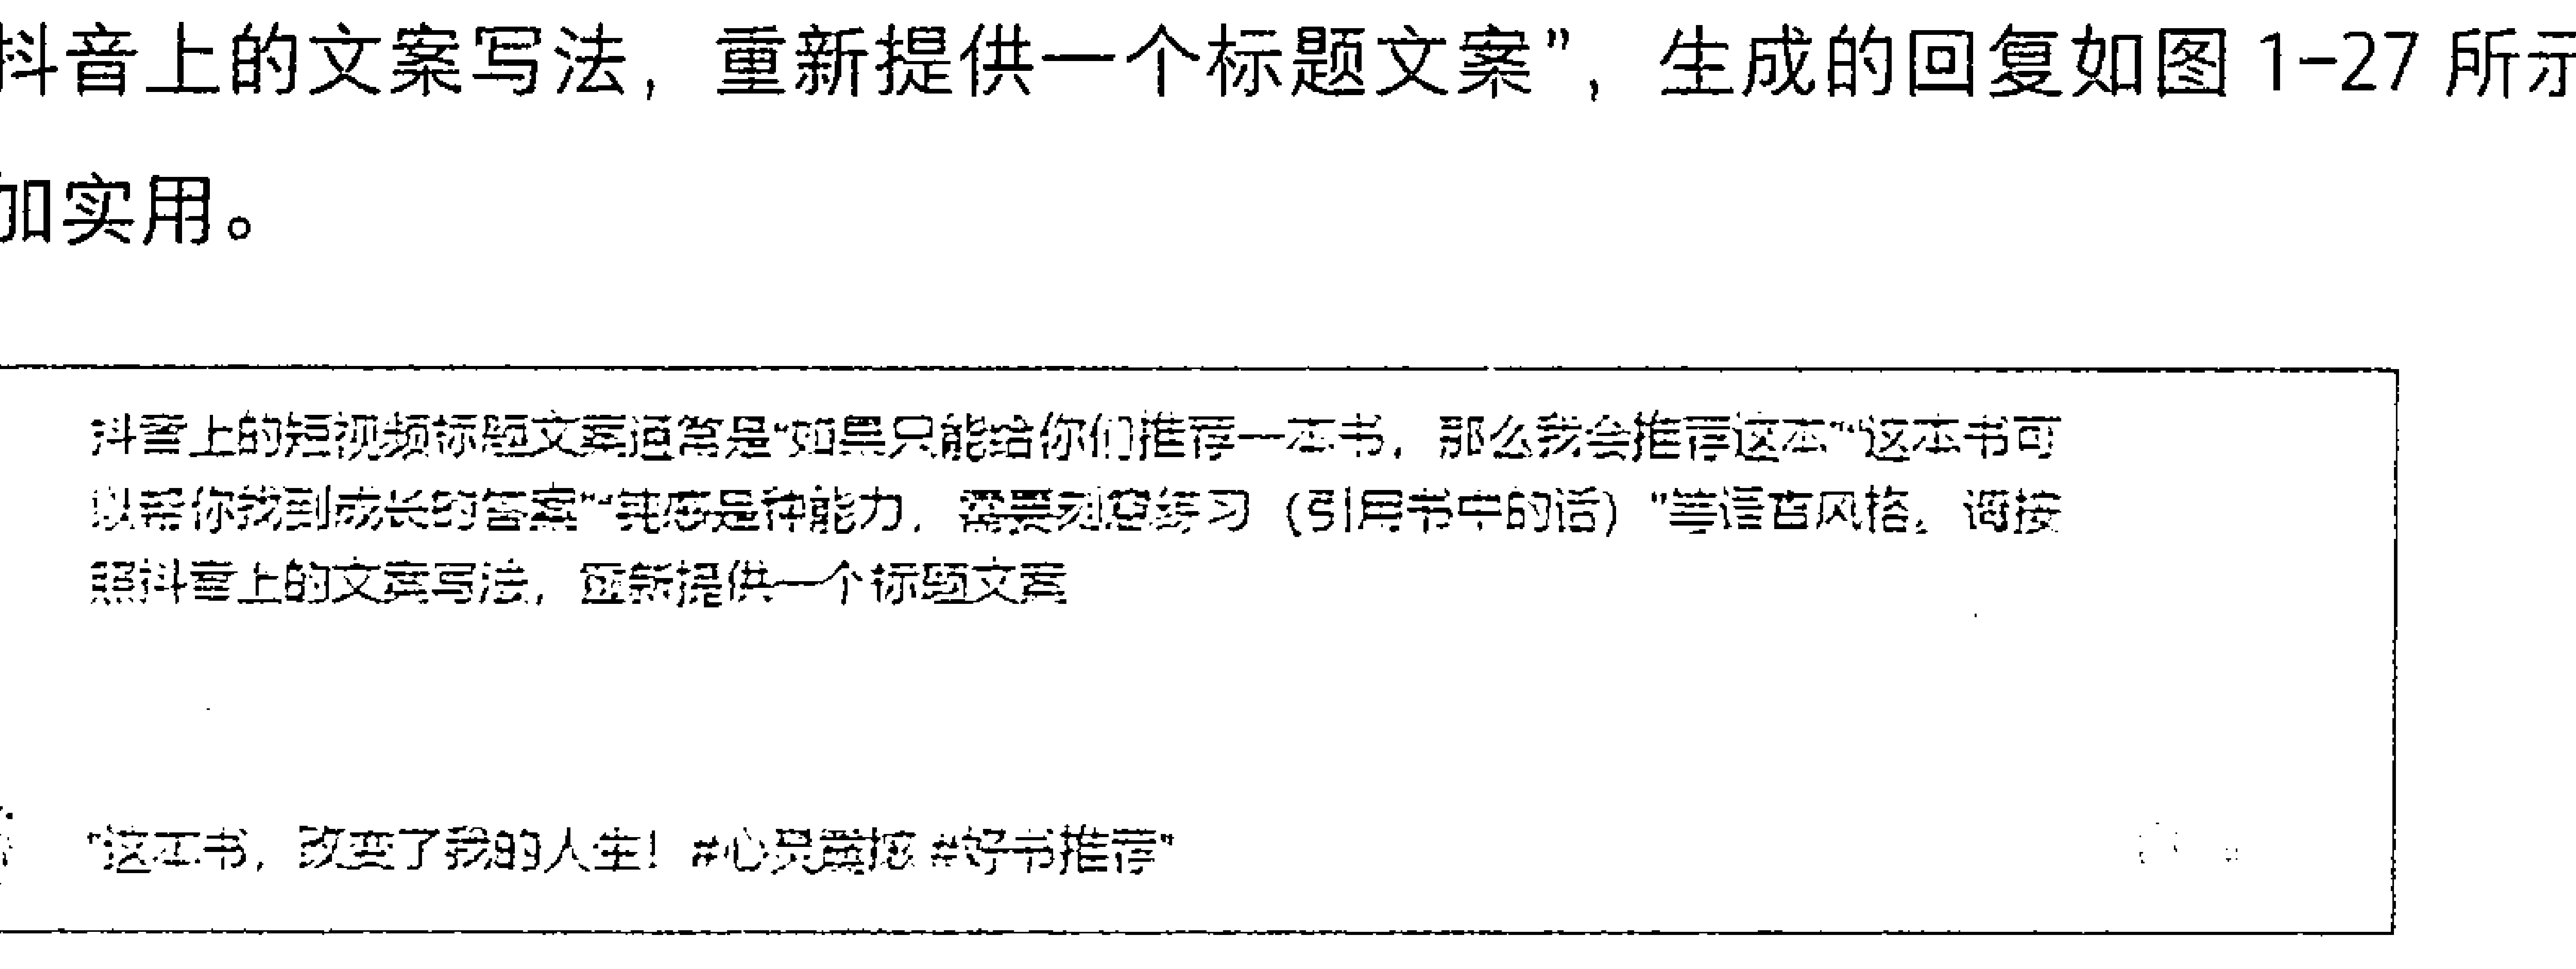 抖音上的文案写法，重新提供一个标题文案”，生成的回复如图 1-27 所示
加实用。
抖音上的短视频标题文案通常是“如果只能给你们推荐一本书，那么我会推荐这本”“这本书可
以帮你找到成长的答案”“钝感是种能力，需要刻意练习（引用书中的话）”等语言风格。请按
照抖音上的文案写法，重新提供一个标题文案
“这本书，改变了我的人生！#心灵震撼 #好书推荐”